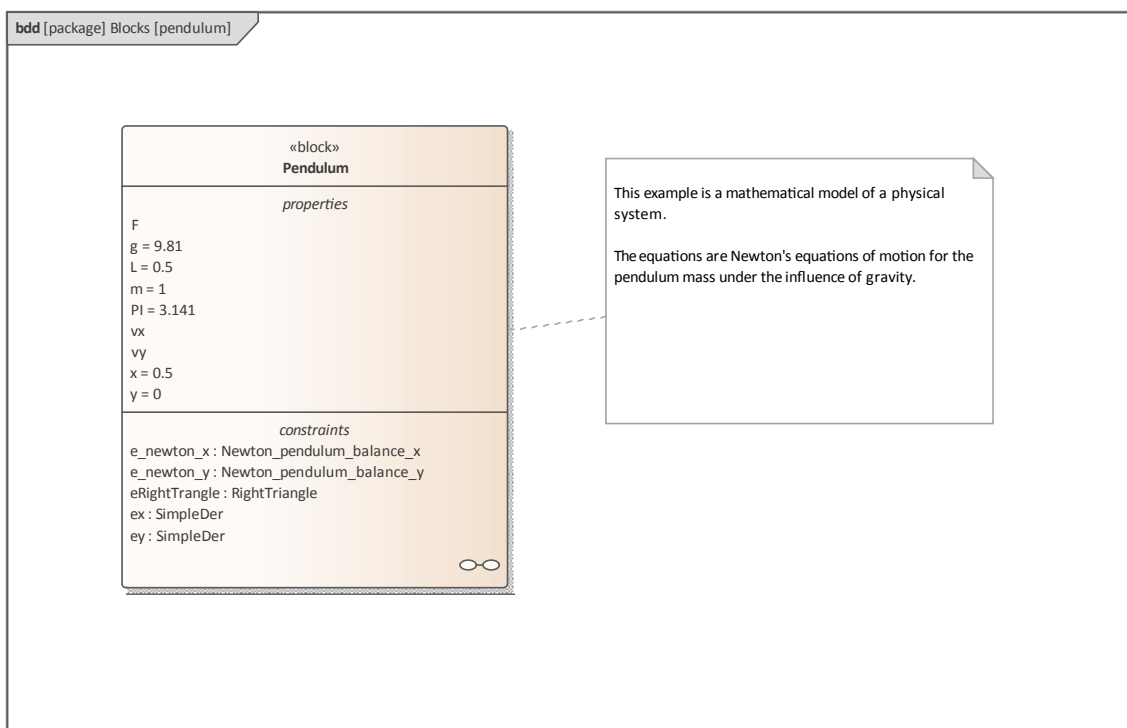 bdd [package] Blocks [pendulum]
«block»
Pendulum
properties
F
g = 9.81
L = 0.5
m = 1
PI = 3.141
vx
vy
x = 0.5
y = 0
constraints
e_newton_x : Newton_pendulum_balance_x
e_newton_y : Newton_pendulum_balance_y
eRightTrangle : RightTriangle
ex : SimpleDer
ey : SimpleDer
This example is a mathematical model of a physical
system.
The equations are Newton's equations of motion for the
pendulum mass under the influence of gravity.